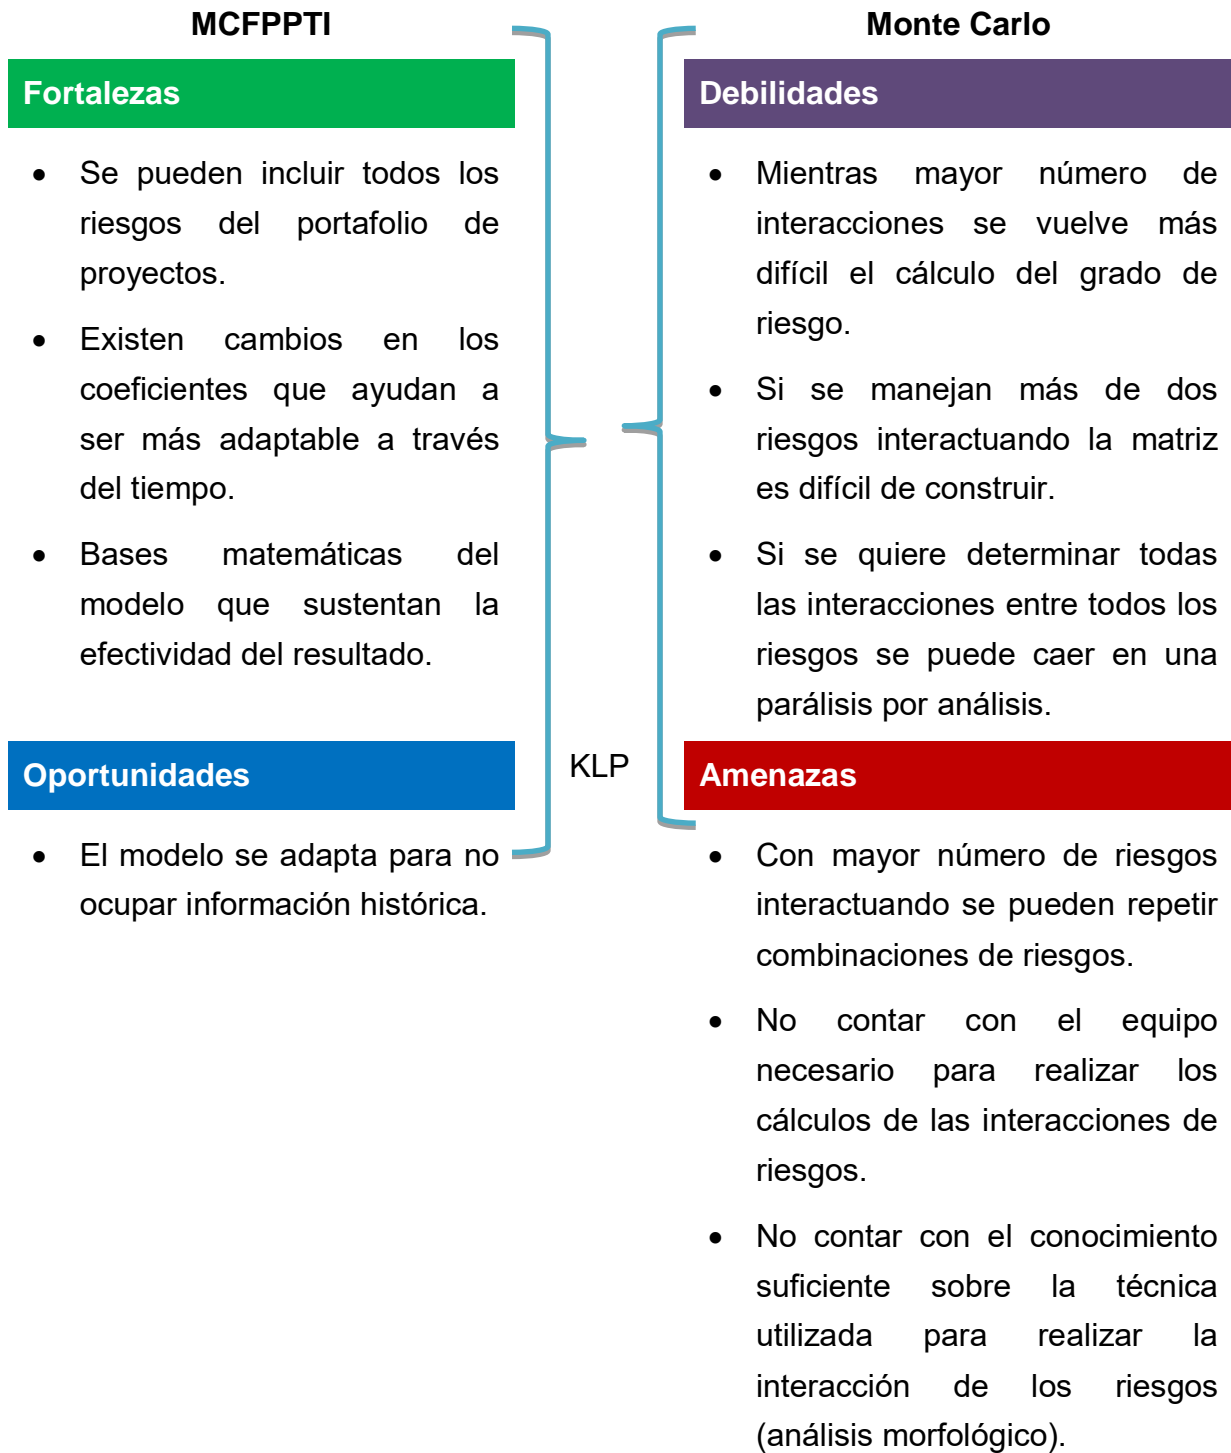 MCFPPTI
Fortalezas
• Se pueden incluir todos los
riesgos del portafolio de
proyectos.
• Existen cambios en los
coeficientes que ayudan a
ser más adaptable a través
del tiempo.
• Bases matemáticas del
modelo que sustentan la
efectividad del resultado.
Oportunidades
• El modelo se adapta para no
ocupar información histórica.
KLP
Monte Carlo
Debilidades
• Mientras mayor número de
interacciones se vuelve más
difícil el cálculo del grado de
riesgo.
• Si se manejan más de dos
riesgos interactuando la matriz
es difícil de construir.
• Si se quiere determinar todas
las interacciones entre todos los
riesgos se puede caer en una
parálisis por análisis.
Amenazas
• Con mayor número de riesgos
interactuando se pueden repetir
combinaciones de riesgos.
• No contar con el equipo
necesario para realizar los
cálculos de las interacciones de
riesgos.
• No contar con el conocimiento
suficiente sobre la técnica
utilizada para realizar la
interacción de los riesgos
(análisis morfológico).